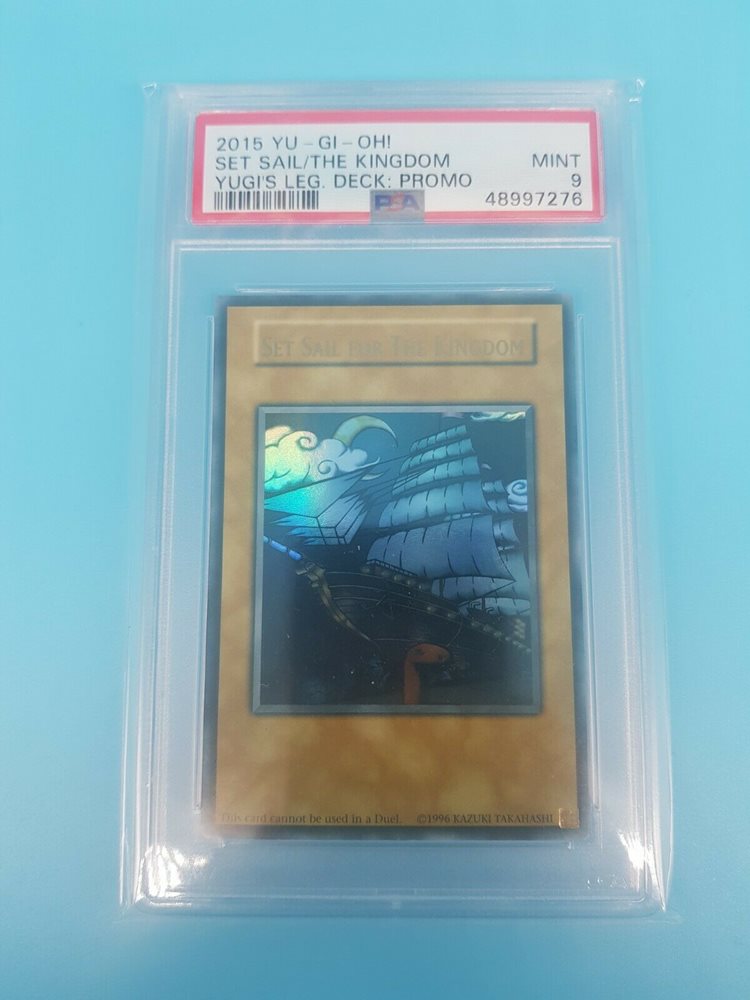 2015 YU-GI-OH!
SET SAIL/THE KINGDOM MINT
YUGI'S LEG. DECK: PROMO 9
PSA 48997276
SET SAIL FOR THE KINGDOM
This card cannot be used in a Duel. ©1996 KAZUKI TAKAHASHI